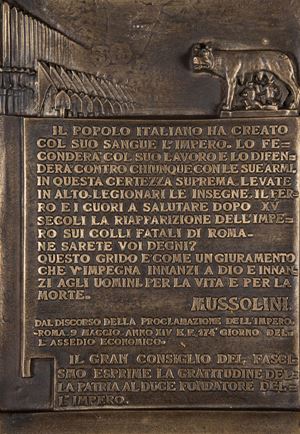 IL POPOLO ITALIANO HA CREATO
COL SUO SANGUE L'IMPERO. LO FE-
CONDERÀ COL SUO LAVORO E LO DIFEN-
DERÀ CONTRO CHIUNQUE CON LE SUE ARMI.
IN QUESTA CERTEZZA SUPREMA, LEVATE
IN ALTO, LEGIONARI, LE INSEGNE, IL FER-
RO E I CUORI A SALUTARE DOPO XV
SECOLI LA RIAPPARIZIONE DELL'IMPE-
RO SUI COLLI FATALI DI ROMA.
NE SARETE VOI DEGNI?
QUESTO GRIDO È COME UN GIURAMENTO
CHE V'IMPEGNA INNANZI A DIO E INNAN-
ZI AGLI UOMINI, PER LA VITA E PER LA
MORTE.
MUSSOLINI.
DAL DISCORSO DELLA PROCLAMAZIONE DELL'IMPERO.
ROMA 9 MAGGIO ANNO XIV E.F. 174° GIORNO DEL-
L'ASSEDIO ECONOMICO.
IL GRAN CONSIGLIO DEL FASCI-
SMO ESPRIME LA GRATITUDINE DEL-
LA PATRIA AL DUCE FONDATORE DEL-
L'IMPERO.